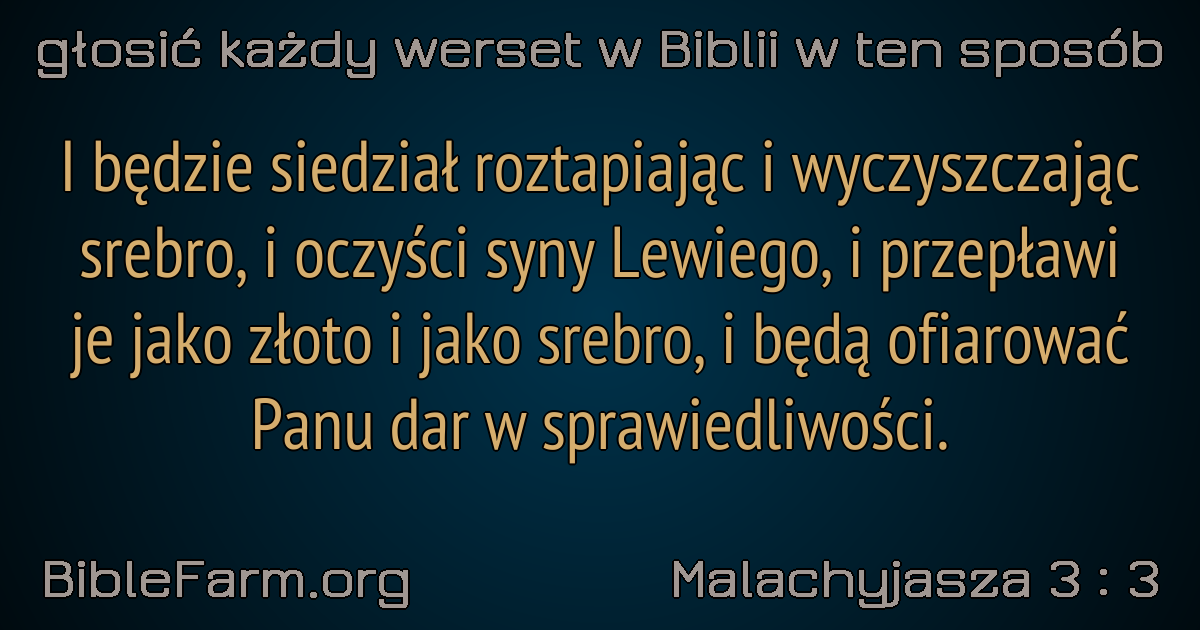 głosić każdy werset w Biblii w ten sposób
I będzie siedział roztapiając i wyczyszczając
srebro, i oczyści syny Lewiego, i przepławi
je jako złoto i jako srebro, i będą ofiarować
Panu dar w sprawiedliwości.
BibleFarm.org
Malachyjasza 3 : 3